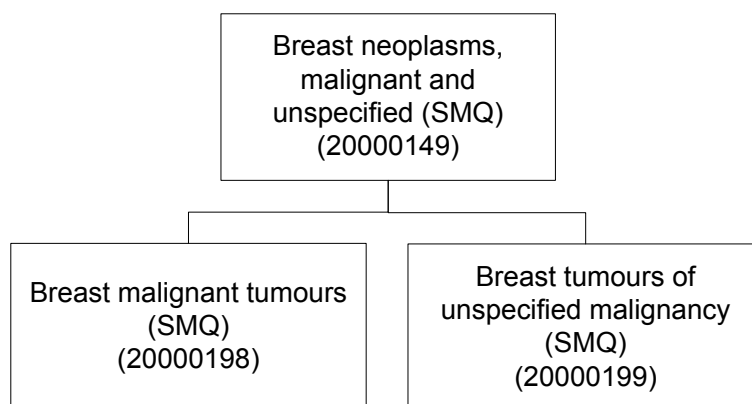 Breast neoplasms,
malignant and
unspecified (SMQ)
(20000149)
Breast malignant tumours
(SMQ)
(20000198)
Breast tumours of
unspecified malignancy
(SMQ)
(20000199)